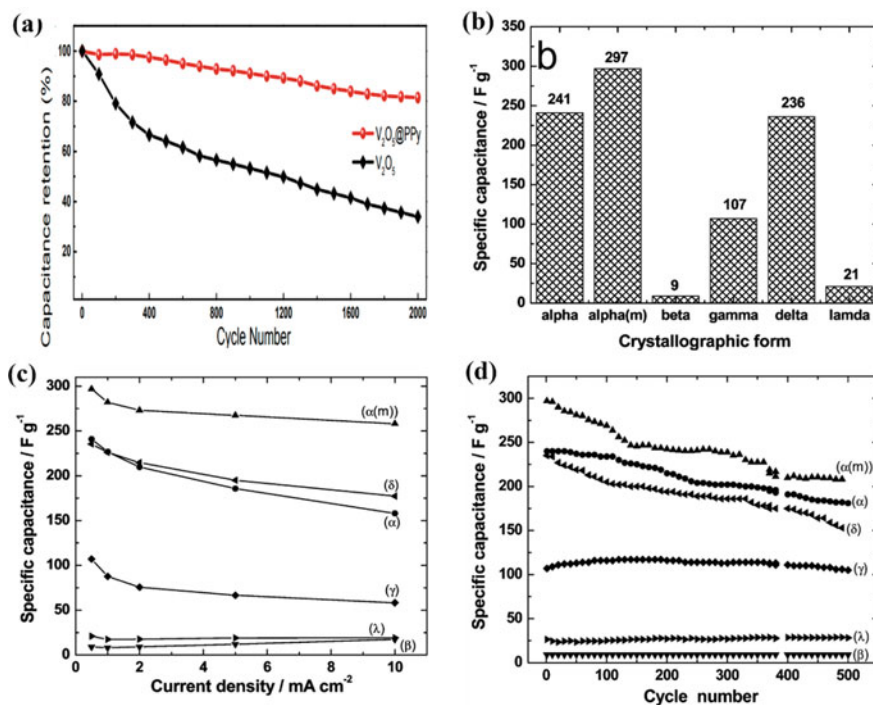 (a)
Capacitance retention (%)
100
80
60
40
20
V₂O₅@PPy
V₂O₅
0 400 800 1200 1600 2000
Cycle Number
(b)
b
Specific capacitance / F g⁻¹
350
300
250
200
150
100
50
0
241
297
9
107
236
21
alpha alpha(m) beta gamma delta lamda
Crystallographic form
(c)
Specific capacitance / F g⁻¹
300
250
200
150
100
50
0
(α(m))
(δ)
(α)
(γ)
(λ)
(β)
0 2 4 6 8 10
Current density / mA cm⁻²
(d)
Specific capacitance / F g⁻¹
300
250
200
150
100
50
0
(α(m))
(α)
(δ)
(γ)
(λ)
(β)
0 100 200 300 400 500
Cycle number